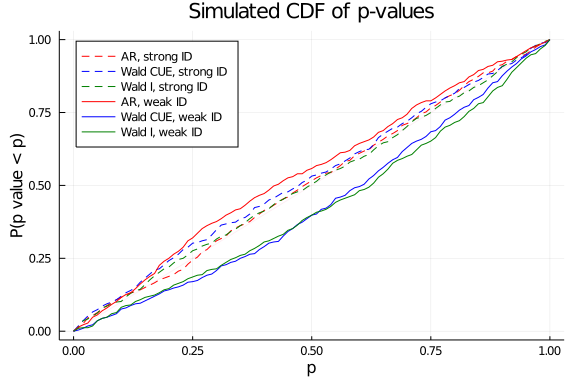 Simulated CDF of p-values
1.00
0.75
0.50
0.25
0.00
P(p value < p)
AR, strong ID
Wald CUE, strong ID
Wald I, strong ID
AR, weak ID
Wald CUE, weak ID
Wald I, weak ID
0.00 0.25 0.50 0.75 1.00
p